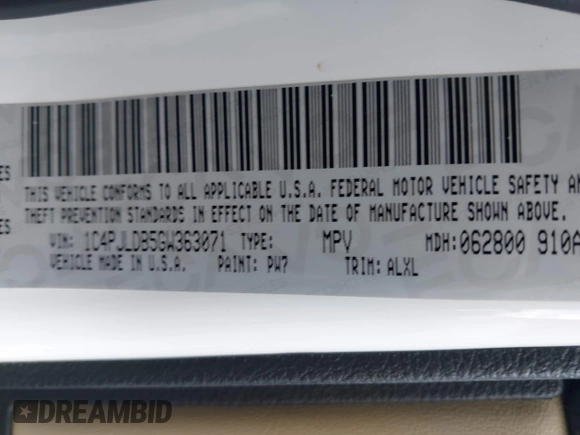 ES
THIS VEHICLE CONFORMS TO ALL APPLICABLE U.S.A. FEDERAL MOTOR VEHICLE SAFETY AN
ES
THEFT PREVENTION STANDARDS IN EFFECT ON THE DATE OF MANUFACTURE SHOWN ABOVE.
VIN: 1C4PJLDB5GW363071 TYPE: MPV MDH:062800 910A
VEHICLE MADE IN U.S.A. PAINT: PW7 TRIM: ALXL
DREAMBID